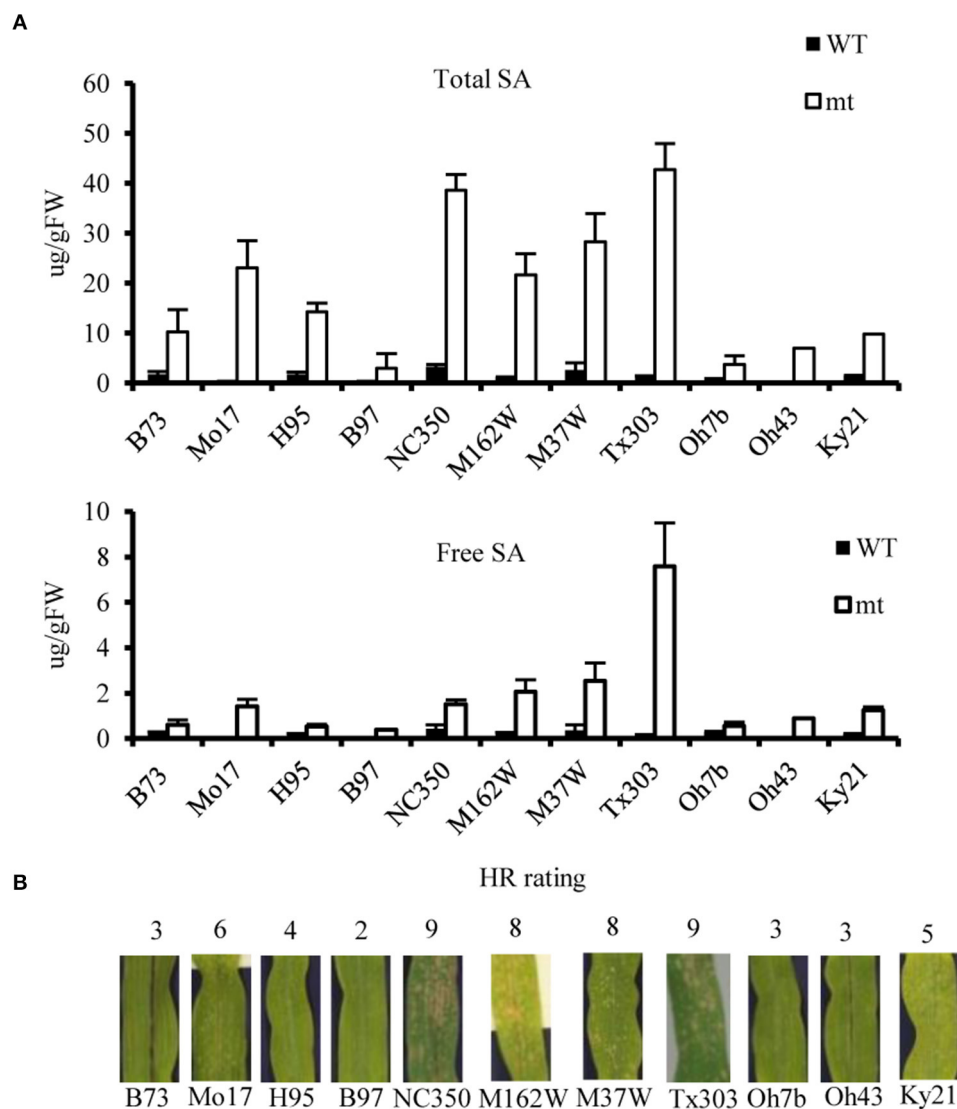 A
WT
Total SA
mt
60
50
40
30
20
10
0
ug/gFW
B73 Mo17 H95 B97 NC350 M162W M37W Tx303 Oh7b Oh43 Ky21
10
8
6
4
2
0
ug/gFW
Free SA
WT
mt
B73 Mo17 H95 B97 NC350 M162W M37W Tx303 Oh7b Oh43 Ky21
B
HR rating
3 6 4 2 9 8 8 9 3 3 5
B73 Mo17 H95 B97 NC350 M162W M37W Tx303 Oh7b Oh43 Ky21